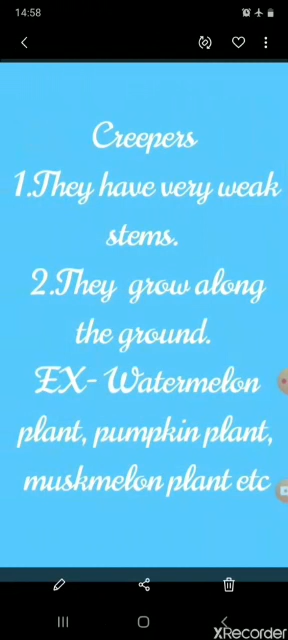 14:58
Creepers
1.They have very weak
stems.
2.They grow along
the ground.
EX- Watermelon
plant, pumpkin plant,
muskmelon plant etc
XRecorder